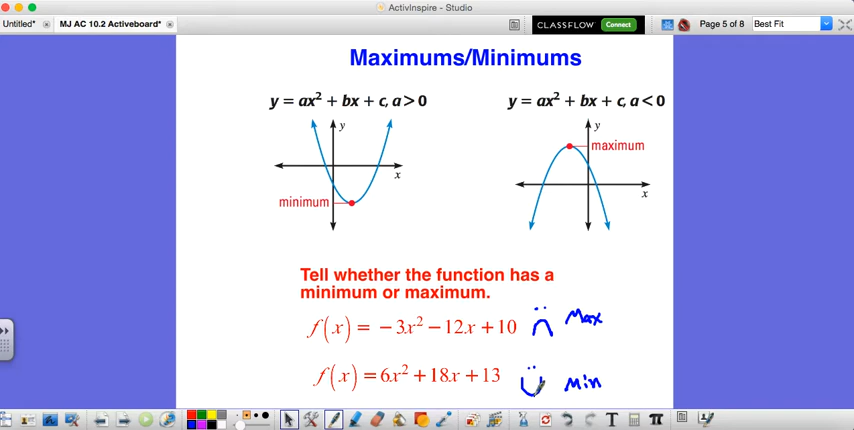 ActivInspire - Studio
Untitled*
MJ AC 10.2 Activeboard*
CLASSFLOW Connect
Page 5 of 8
Best Fit
Maximums/Minimums
y = ax² + bx + c, a > 0
y = ax² + bx + c, a < 0
y
x
minimum
y
maximum
x
Tell whether the function has a
minimum or maximum.
f(x) = −3x² − 12x + 10 Max
f(x) = 6x² + 18x + 13 Min